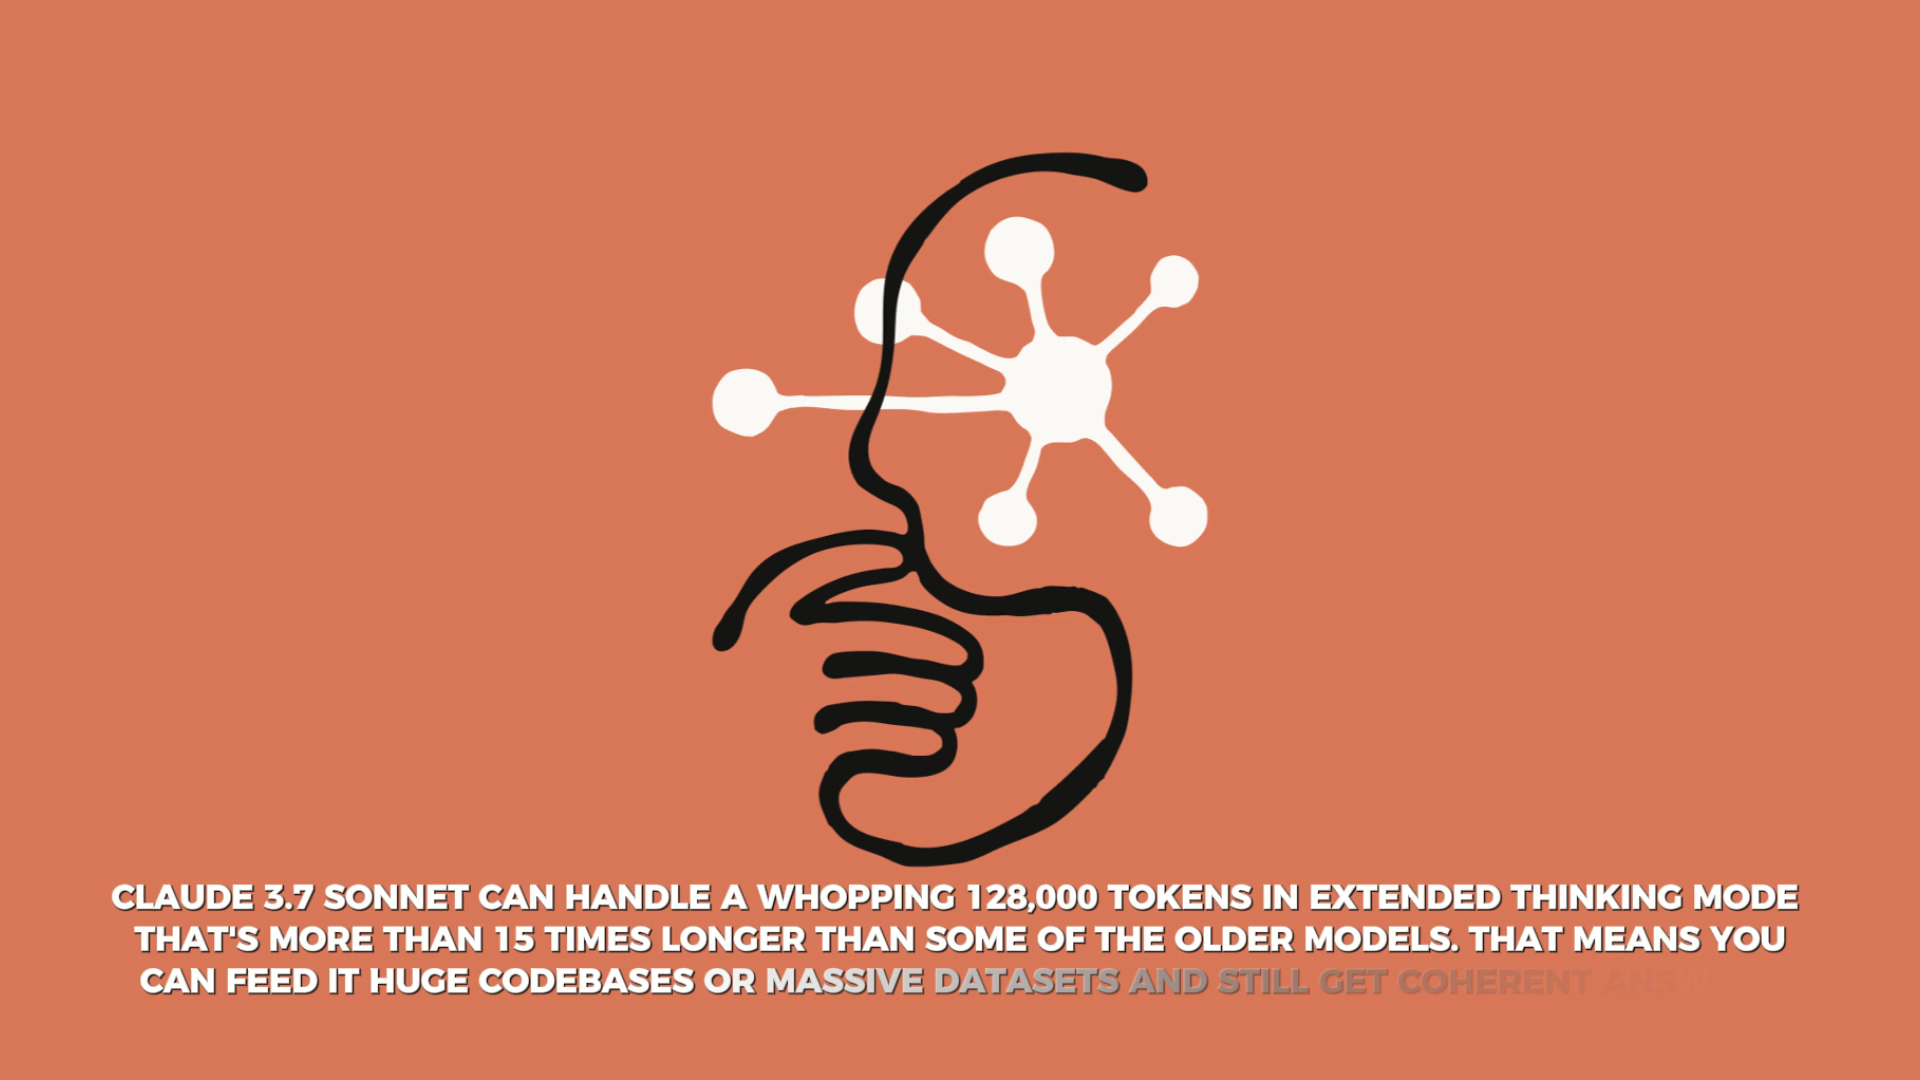 CLAUDE 3.7 SONNET CAN HANDLE A WHOPPING 128,000 TOKENS IN EXTENDED THINKING MODE
THAT'S MORE THAN 15 TIMES LONGER THAN SOME OF THE OLDER MODELS. THAT MEANS YOU
CAN FEED IT HUGE CODEBASES OR MASSIVE DATASETS AND STILL GET COHERENT